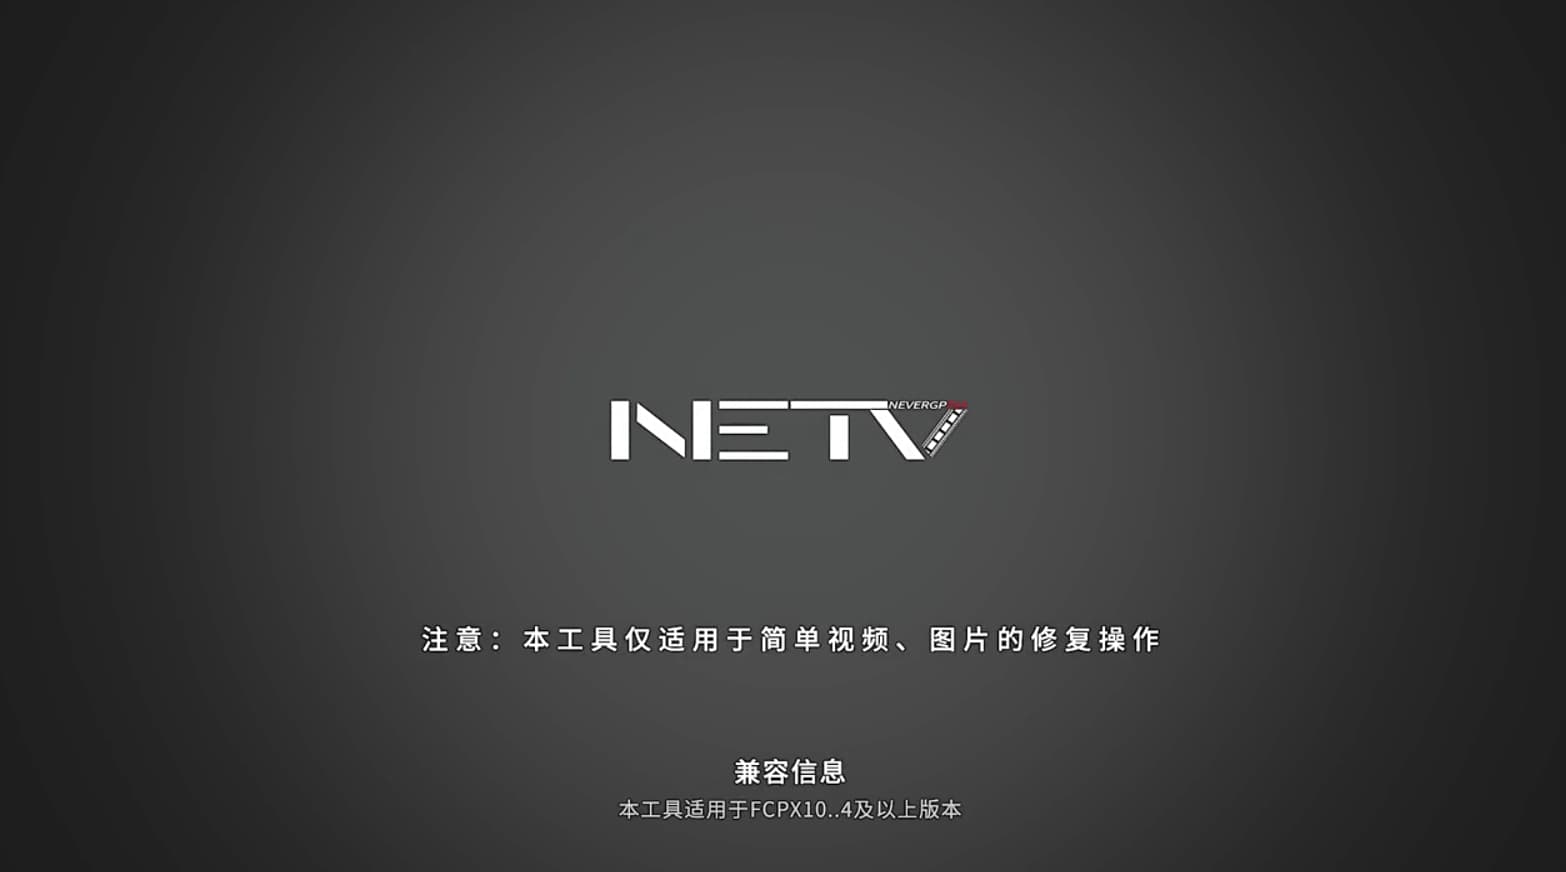 NETV
NEVERGP
注意：本工具仅适用于简单视频、图片的修复操作
兼容信息
本工具适用于FCPX10..4及以上版本